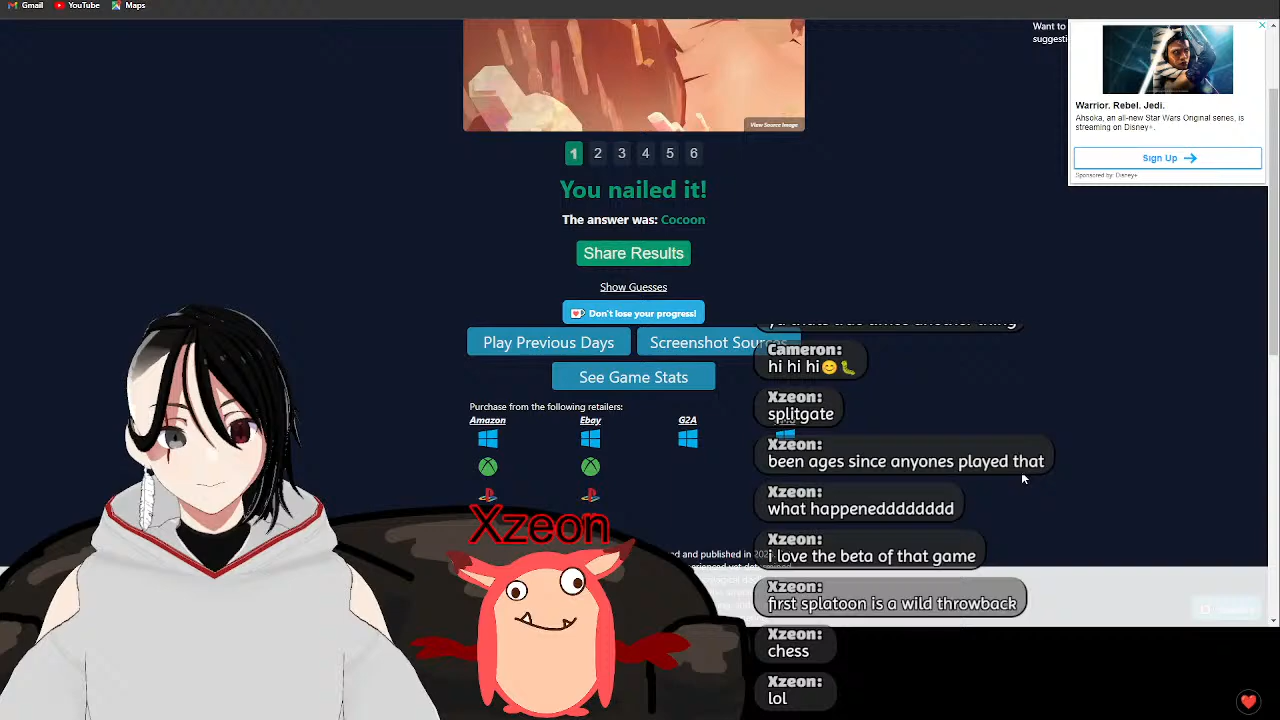 Gmail
YouTube
Maps
Want to
suggesti
Warrior. Rebel. Jedi.
Ahsoka, an all-new Star Wars Original series, is
streaming on Disney+.
Sign Up
Sponsored by: Disney+
View Source Image
1 2 3 4 5 6
You nailed it!
The answer was: Cocoon
Share Results
Show Guesses
Don't lose your progress!
Play Previous Days
Screenshot Sour
See Game Stats
Purchase from the following retailers:
Amazon
Ebay
G2A
Cameron:
hi hi hi😊🐛
Xzeon:
splitgate
Xzeon:
been ages since anyones played that
Xzeon:
what happenedddddddd
Xzeon:
i love the beta of that game
Xzeon:
first splatoon is a wild throwback
Xzeon:
chess
Xzeon:
lol
Xzeon
ed and published in 202